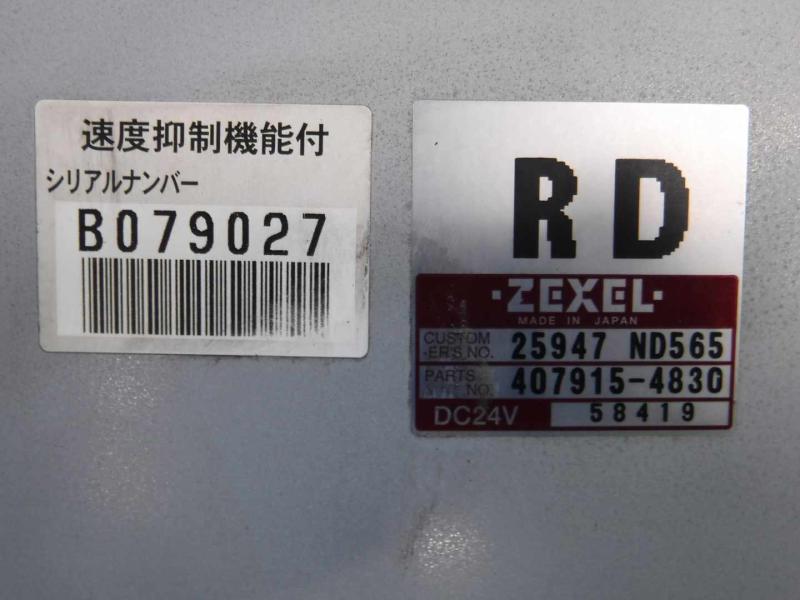 速度抑制機能付
シリアルナンバー
B079027
RD
·ZEXEL·
MADE IN JAPAN
CUSTOM
-ER'S NO. 25947 ND565
PARTS
NO. 407915-4830
DC24V 58419